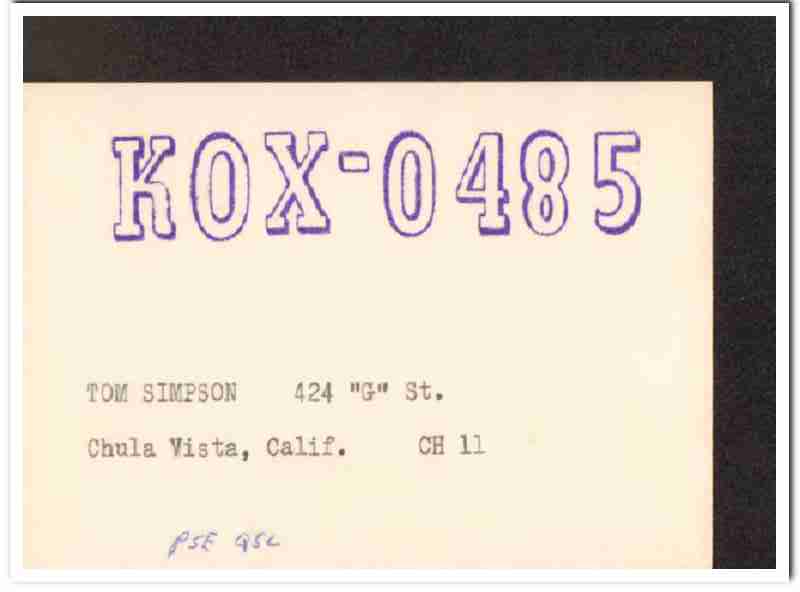 KOX-0485
TOM SIMPSON 424 "G" St.
Chula Vista, Calif. CH 11
PSE QSL